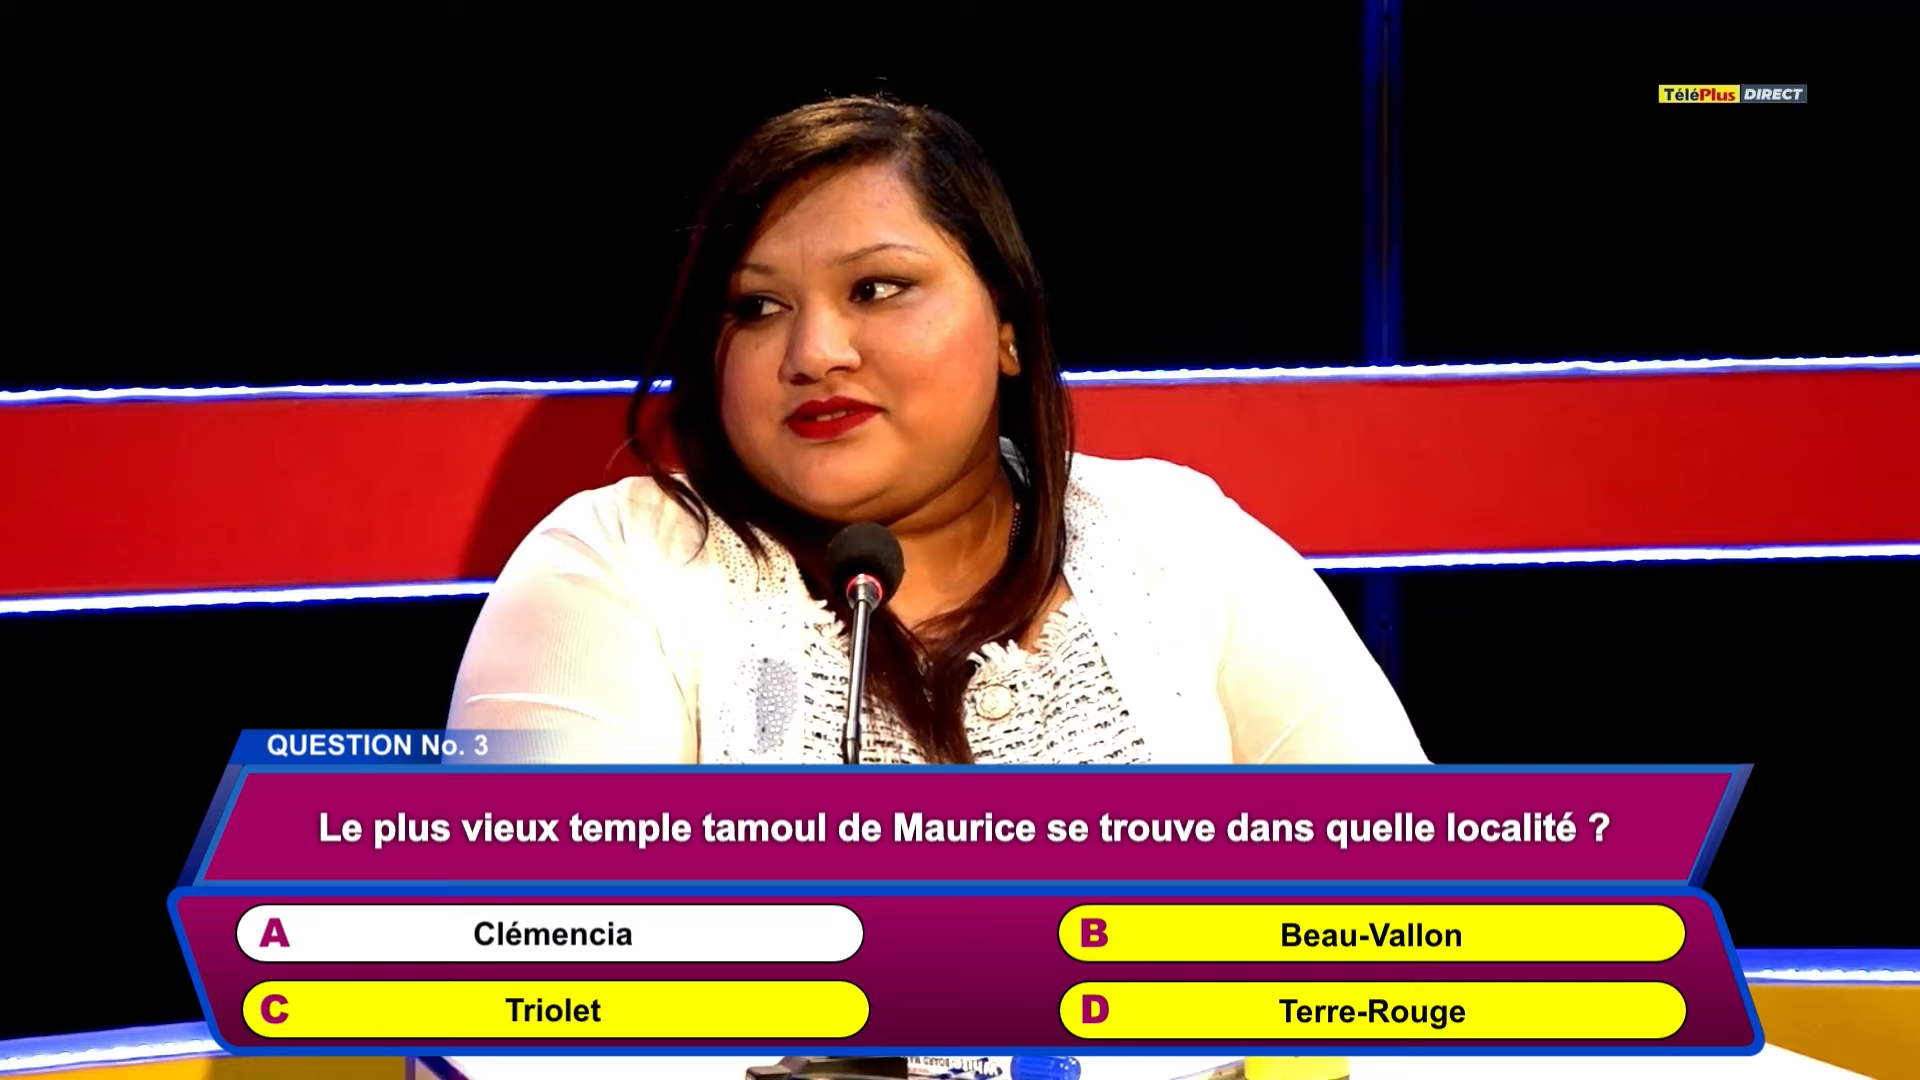 TéléPlus DIRECT
QUESTION No. 3
Le plus vieux temple tamoul de Maurice se trouve dans quelle localité ?
A Clémencia
B Beau-Vallon
C Triolet
D Terre-Rouge